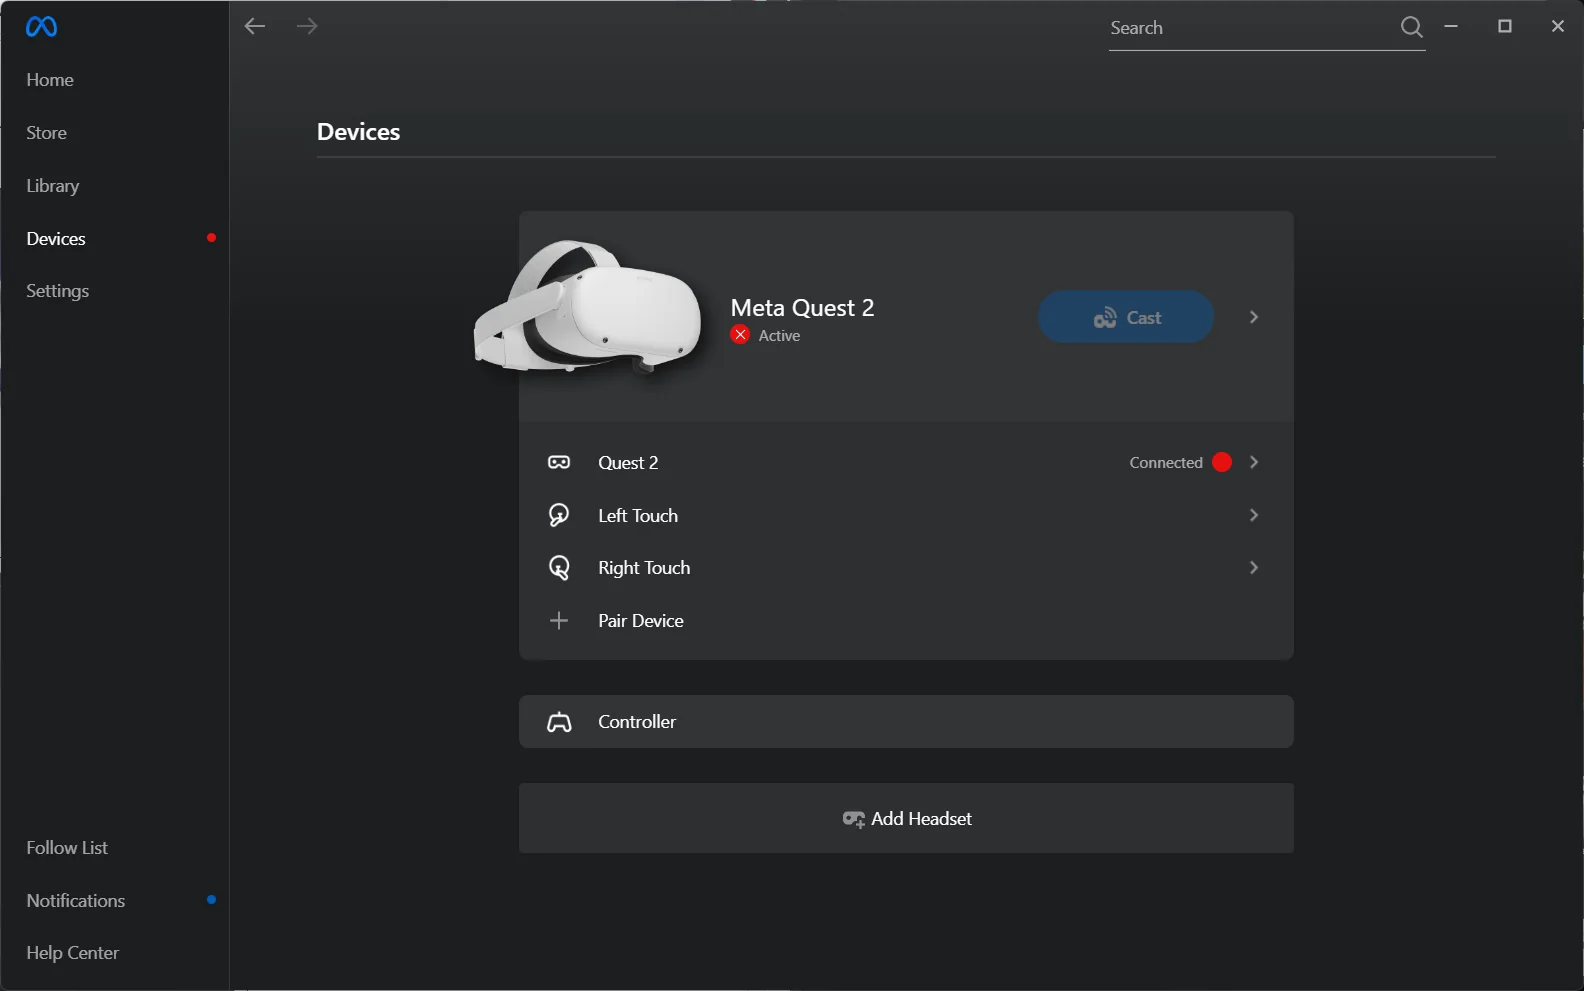 Search
Home
Store
Library
Devices
Settings
Devices
Meta Quest 2
Active
Cast
Quest 2
Connected
Left Touch
Right Touch
Pair Device
Controller
Add Headset
Follow List
Notifications
Help Center